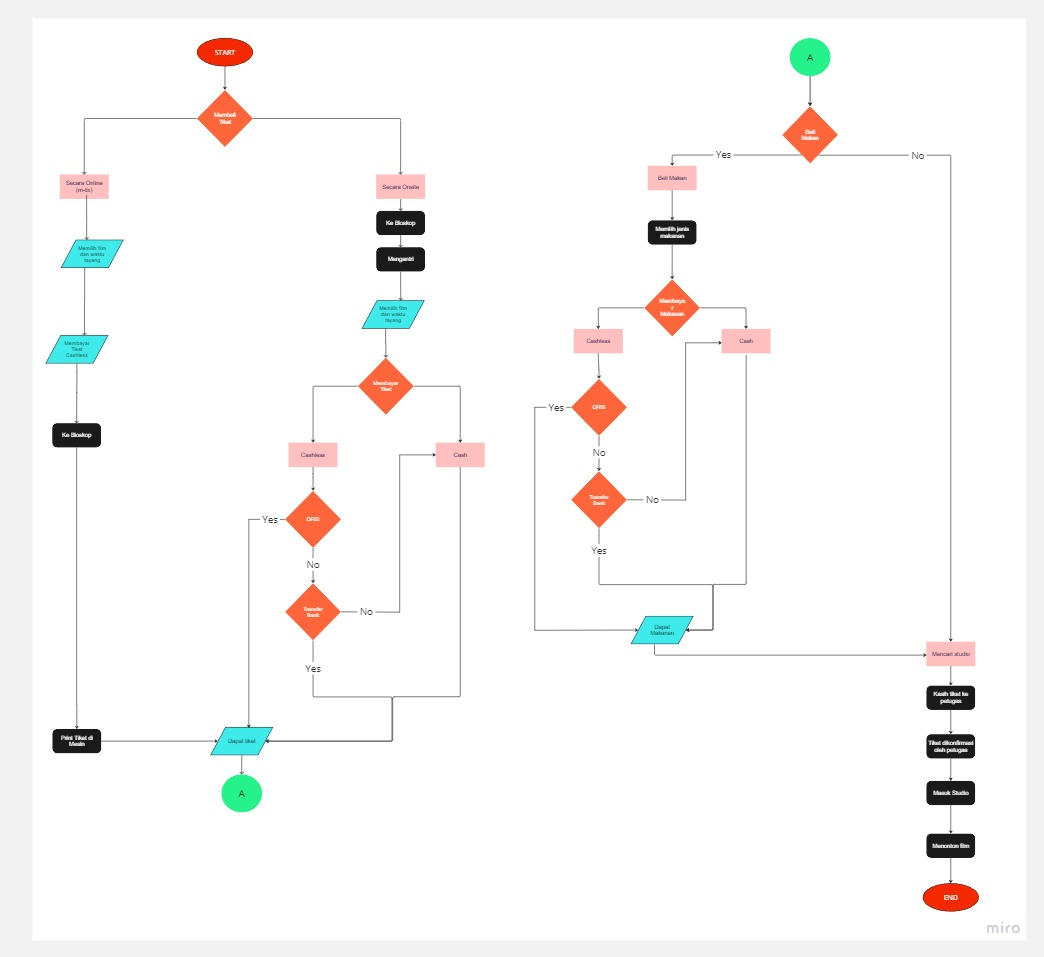 START
Membeli
Tiket
Secara Online
(m-tix)
Memilih film
dan waktu
tayang
Membayar
Tiket
Cashless
Ke Bioskop
Print Tiket di
Mesin
Secara Onsite
Ke Bioskop
Mengantri
Memilih film
dan waktu
tayang
Membayar
Tiket
Cashless
Cash
QRIS
Yes
No
Transfer
Bank
No
Yes
Dapat tiket
A
A
Beli
Makan
Yes
No
Beli Makan
Memilih jenis
makanan
Membaya
r
Makanan
Cashless
Cash
QRIS
Yes
No
Transfer
Bank
No
Yes
Dapat
Makanan
Mencari studio
Kasih tiket ke
petugas
Tiket dikonfirmasi
oleh petugas
Masuk Studio
Menonton film
END
miro